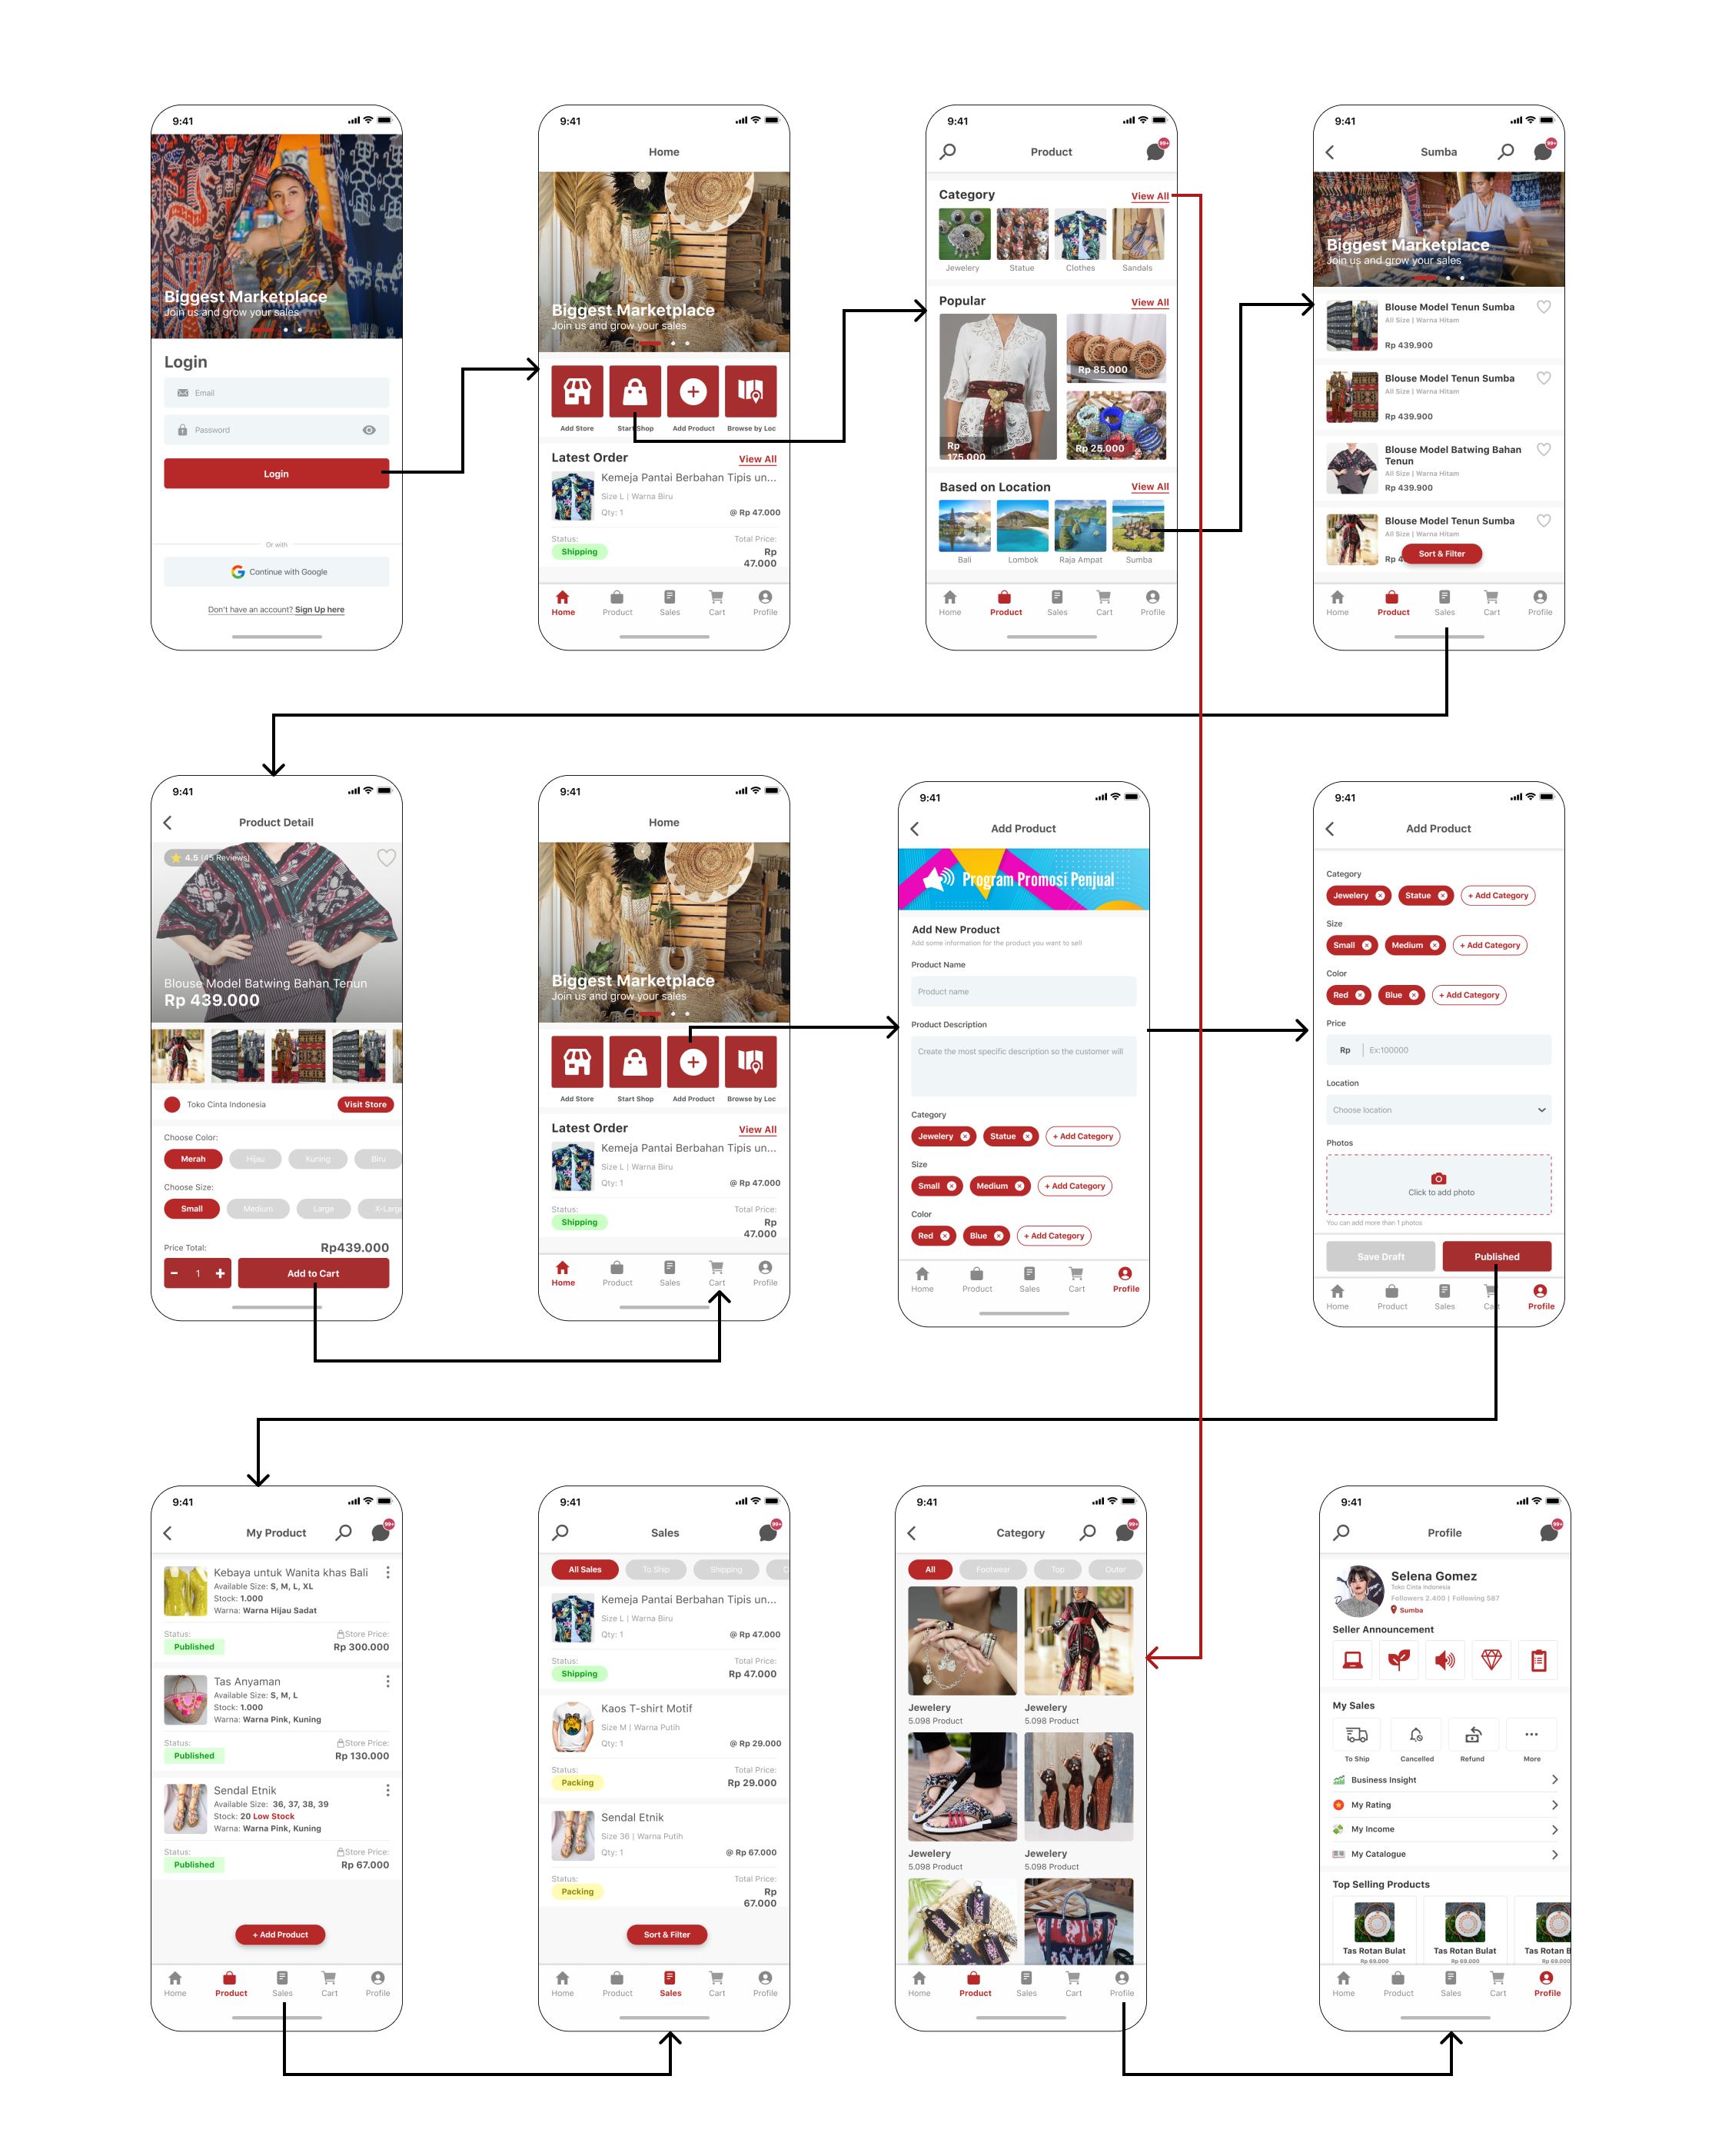 9:41
Biggest Marketplace
Join us and grow your sales
Login
Email
Password
Login
Or with
Continue with Google
Don't have an account? Sign Up here
9:41
Home
Biggest Marketplace
Join us and grow your sales
Add Store
Start Shop
Add Product
Browse by Loc
Latest Order
View All
Kemeja Pantai Berbahan Tipis un...
Size L | Warna Biru
Qty: 1
@ Rp 47.000
Status:
Total Price:
Shipping
Rp
47.000
Home
Product
Sales
Cart
Profile
9:41
Product
99+
Category
View All
Jewelery
Statue
Clothes
Sandals
Popular
View All
Rp
175.000
Rp 85.000
Rp 25.000
Based on Location
View All
Bali
Lombok
Raja Ampat
Sumba
Home
Product
Sales
Cart
Profile
9:41
Sumba
99+
Biggest Marketplace
Join us and grow your sales
Blouse Model Tenun Sumba
All Size | Warna Hitam
Rp 439.900
Blouse Model Tenun Sumba
All Size | Warna Hitam
Rp 439.900
Blouse Model Batwing Bahan
Tenun
All Size | Warna Hitam
Rp 439.900
Blouse Model Tenun Sumba
All Size | Warna Hitam
Rp 4
Sort & Filter
Home
Product
Sales
Cart
Profile
9:41
Product Detail
4.5 (45 Reviews)
Blouse Model Batwing Bahan Tenun
Rp 439.000
Toko Cinta Indonesia
Visit Store
Choose Color:
Merah
Hijau
Kuning
Biru
Choose Size:
Small
Medium
Large
X-Large
Price Total:
Rp439.000
- 1 +
Add to Cart
9:41
Home
Biggest Marketplace
Join us and grow your sales
Add Store
Start Shop
Add Product
Browse by Loc
Latest Order
View All
Kemeja Pantai Berbahan Tipis un...
Size L | Warna Biru
Qty: 1
@ Rp 47.000
Status:
Total Price:
Shipping
Rp
47.000
Home
Product
Sales
Cart
Profile
9:41
Add Product
Program Promosi Penjual
Add New Product
Add some information for the product you want to sell
Product Name
Product name
Product Description
Create the most specific description so the customer will
Category
Jewelery
Statue
+ Add Category
Size
Small
Medium
+ Add Category
Color
Red
Blue
+ Add Category
Home
Product
Sales
Cart
Profile
9:41
Add Product
Category
Jewelery
Statue
+ Add Category
Size
Small
Medium
+ Add Category
Color
Red
Blue
+ Add Category
Price
Rp
Ex:100000
Location
Choose location
Photos
Click to add photo
You can add more than 1 photos
Save Draft
Published
Home
Product
Sales
Cart
Profile
9:41
My Product
99+
Kebaya untuk Wanita khas Bali
Available Size: S, M, L, XL
Stock: 1.000
Warna: Warna Hijau Sadat
Status:
Store Price:
Published
Rp 300.000
Tas Anyaman
Available Size: S, M, L
Stock: 1.000
Warna: Warna Pink, Kuning
Status:
Store Price:
Published
Rp 130.000
Sendal Etnik
Available Size: 36, 37, 38, 39
Stock: 20 Low Stock
Warna: Warna Pink, Kuning
Status:
Store Price:
Published
Rp 67.000
+ Add Product
Home
Product
Sales
Cart
Profile
9:41
Sales
99+
All Sales
To Ship
Shipping
Kemeja Pantai Berbahan Tipis un...
Size L | Warna Biru
Qty: 1
@ Rp 47.000
Status:
Total Price:
Shipping
Rp 47.000
Kaos T-shirt Motif
Size M | Warna Putih
Qty: 1
@ Rp 29.000
Status:
Total Price:
Packing
Rp 29.000
Sendal Etnik
Size 36 | Warna Putih
Qty: 1
@ Rp 67.000
Status:
Total Price:
Packing
Rp
67.000
Sort & Filter
Home
Product
Sales
Cart
Profile
9:41
Category
99+
All
Footwear
Top
Outer
Jewelery
5.098 Product
Jewelery
5.098 Product
Jewelery
5.098 Product
Jewelery
5.098 Product
Home
Product
Sales
Cart
Profile
9:41
Profile
99+
Selena Gomez
Toko Cinta Indonesia
Followers 2.400 | Following 587
Sumba
Seller Announcement
My Sales
To Ship
Cancelled
Refund
More
Business Insight
My Rating
My Income
My Catalogue
Top Selling Products
Tas Rotan Bulat
Rp 69.000
Tas Rotan Bulat
Rp 69.000
Tas Rotan B
Rp 69.000
Home
Product
Sales
Cart
Profile